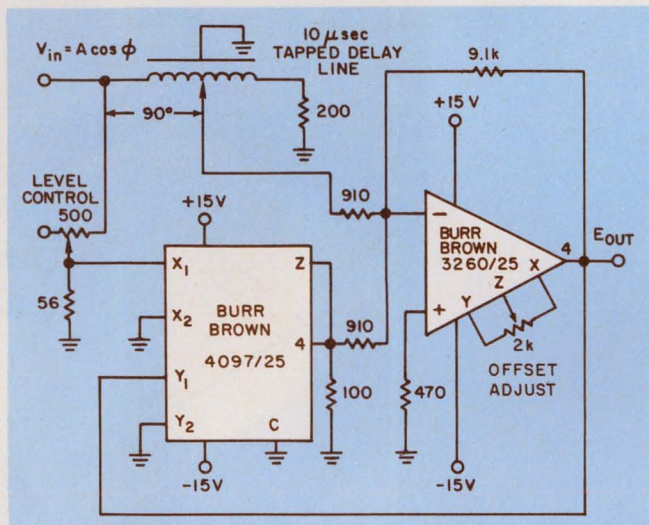 10 μsec
TAPPED DELAY
LINE
V_in = A cos ϕ
9.1k
90°
200
+15V
LEVEL
CONTROL
500
+15V
910
-
BURR
BROWN
3260/25
4
E_OUT
X_1
Z
X
Z
Y
56
X_2
BURR
BROWN
4097/25
4
910
+
2k
OFFSET
ADJUST
Y_1
100
470
Y_2
C
-15V
-15V